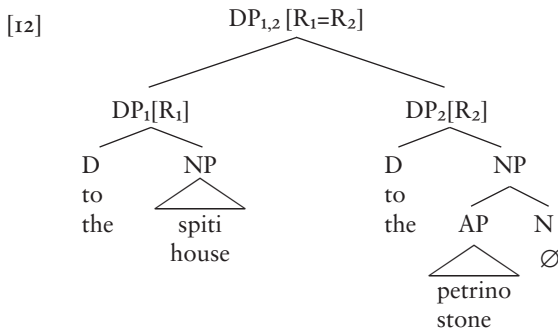 [12]
DP1,2 [R1=R2]
DP1[R1] DP2[R2]
D NP D NP
to to
the the AP N
spiti ∅
house
petrino
stone